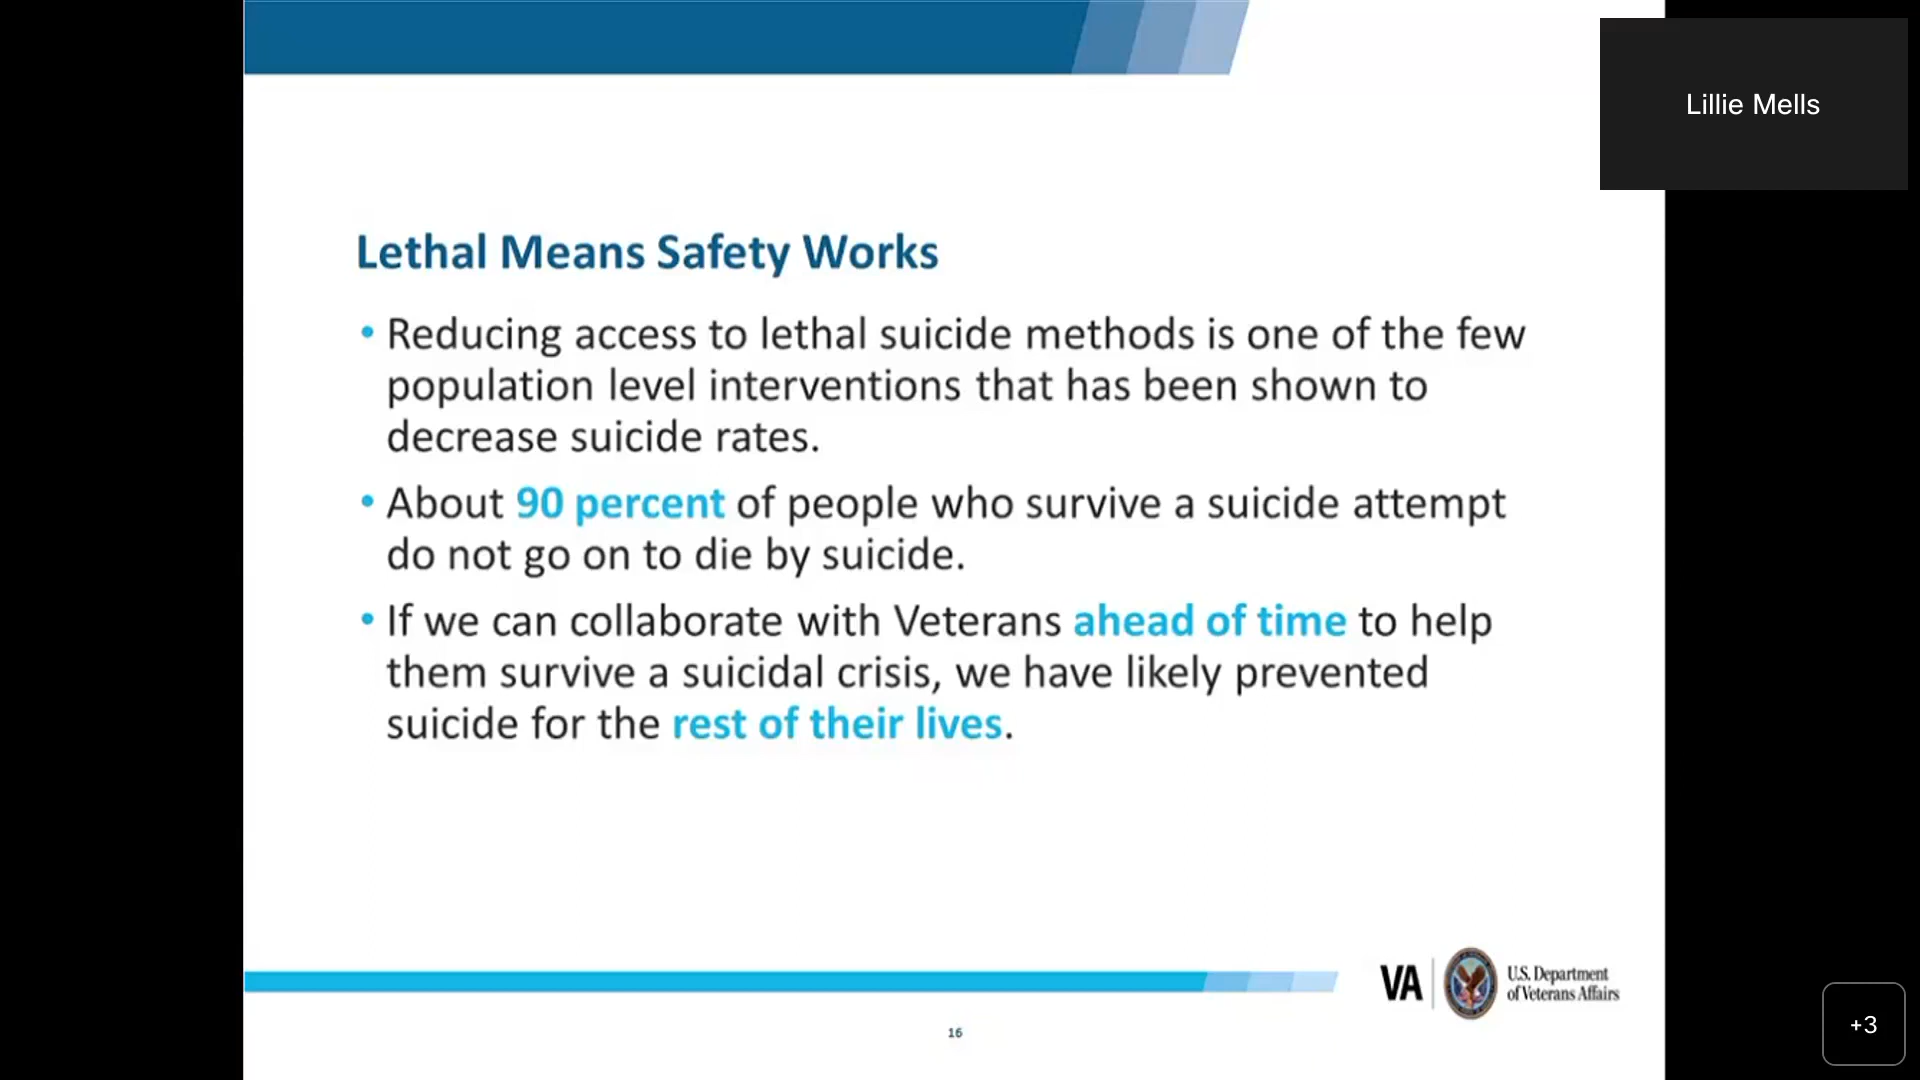 Lillie Mells
Lethal Means Safety Works
• Reducing access to lethal suicide methods is one of the few
population level interventions that has been shown to
decrease suicide rates.
• About 90 percent of people who survive a suicide attempt
do not go on to die by suicide.
• If we can collaborate with Veterans ahead of time to help
them survive a suicidal crisis, we have likely prevented
suicide for the rest of their lives.
VA
U.S. Department
of Veterans Affairs
16
+3